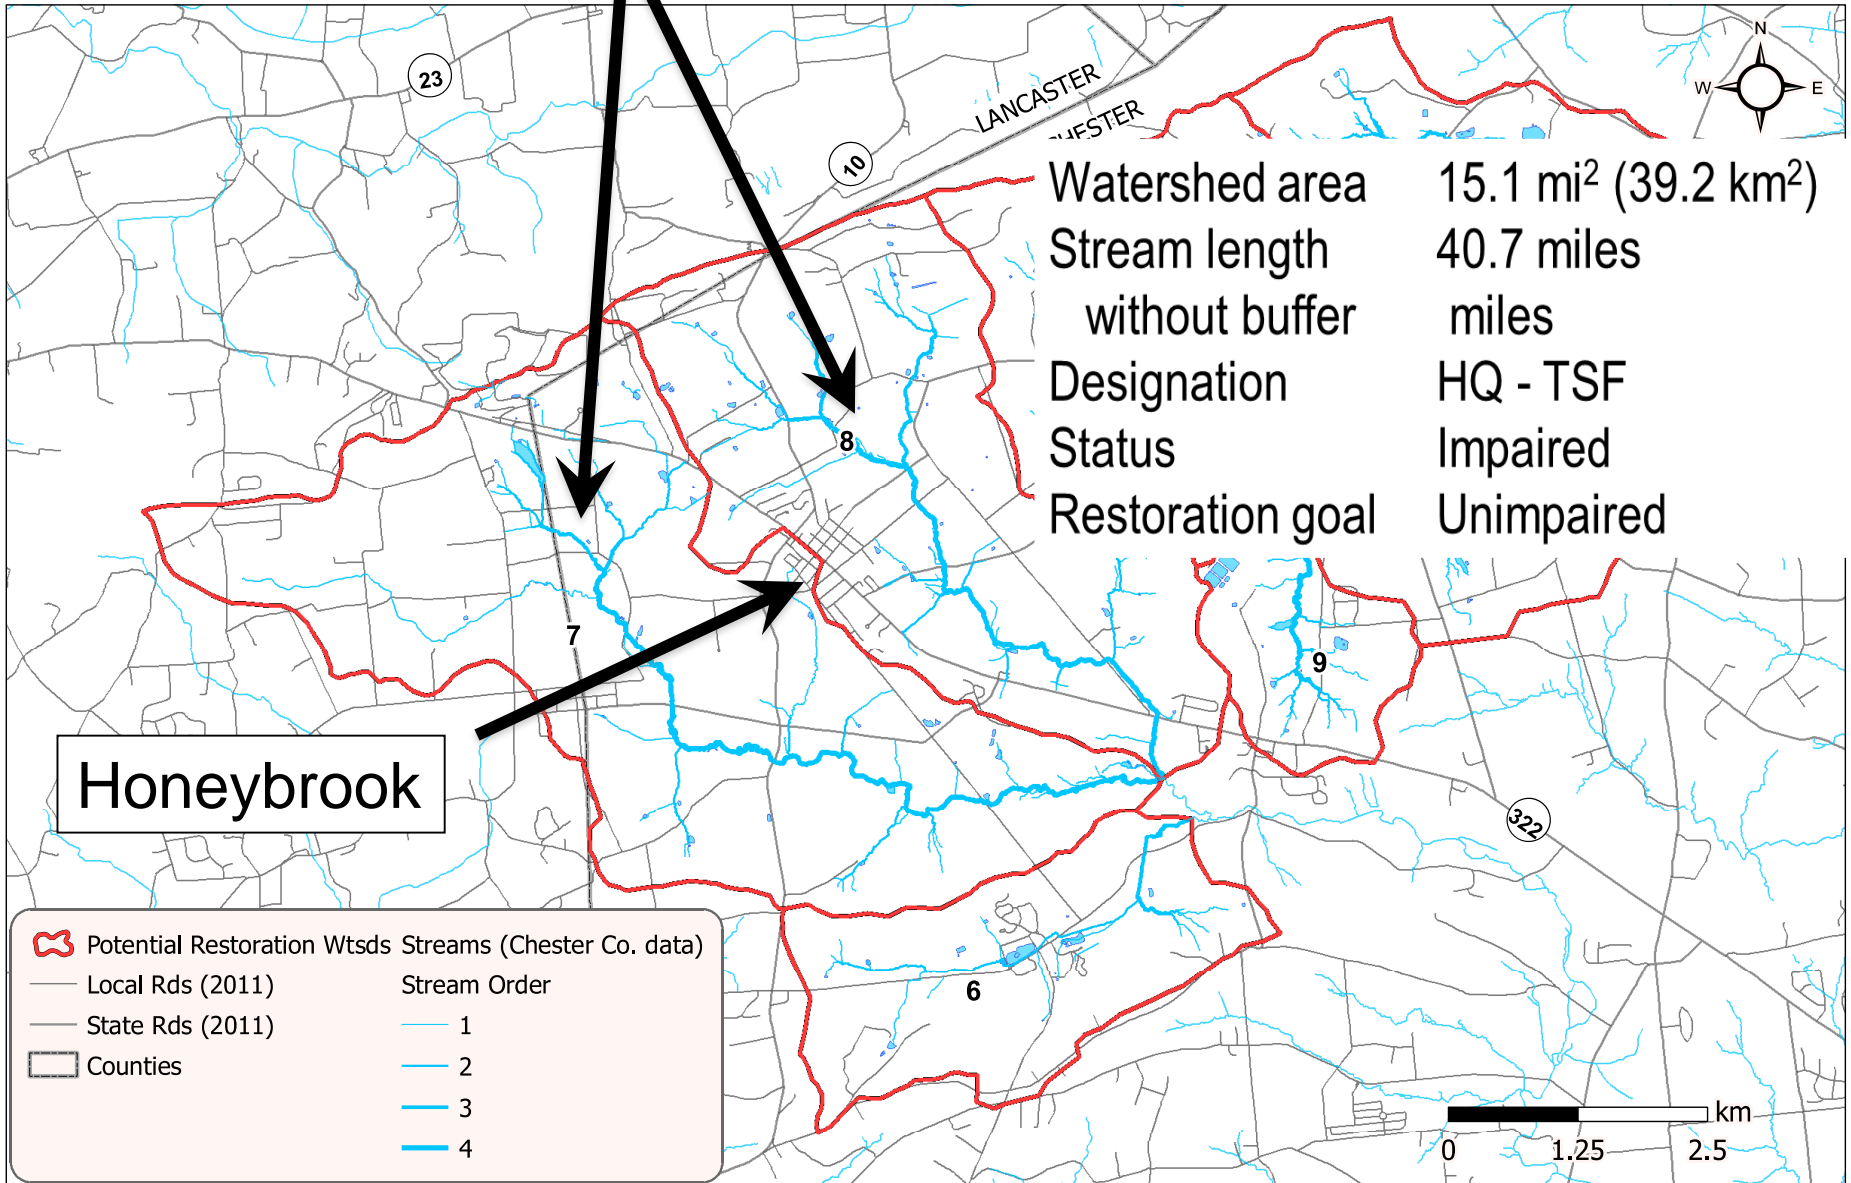 23
LANCASTER
CHESTER
10
N
W E
S
Watershed area 15.1 mi² (39.2 km²)
Stream length 40.7 miles
without buffer miles
Designation HQ - TSF
Status Impaired
Restoration goal Unimpaired
8
7
9
Honeybrook
322
6
Potential Restoration Wtsds
Local Rds (2011)
State Rds (2011)
Counties
Streams (Chester Co. data)
Stream Order
1
2
3
4
km
0 1.25 2.5